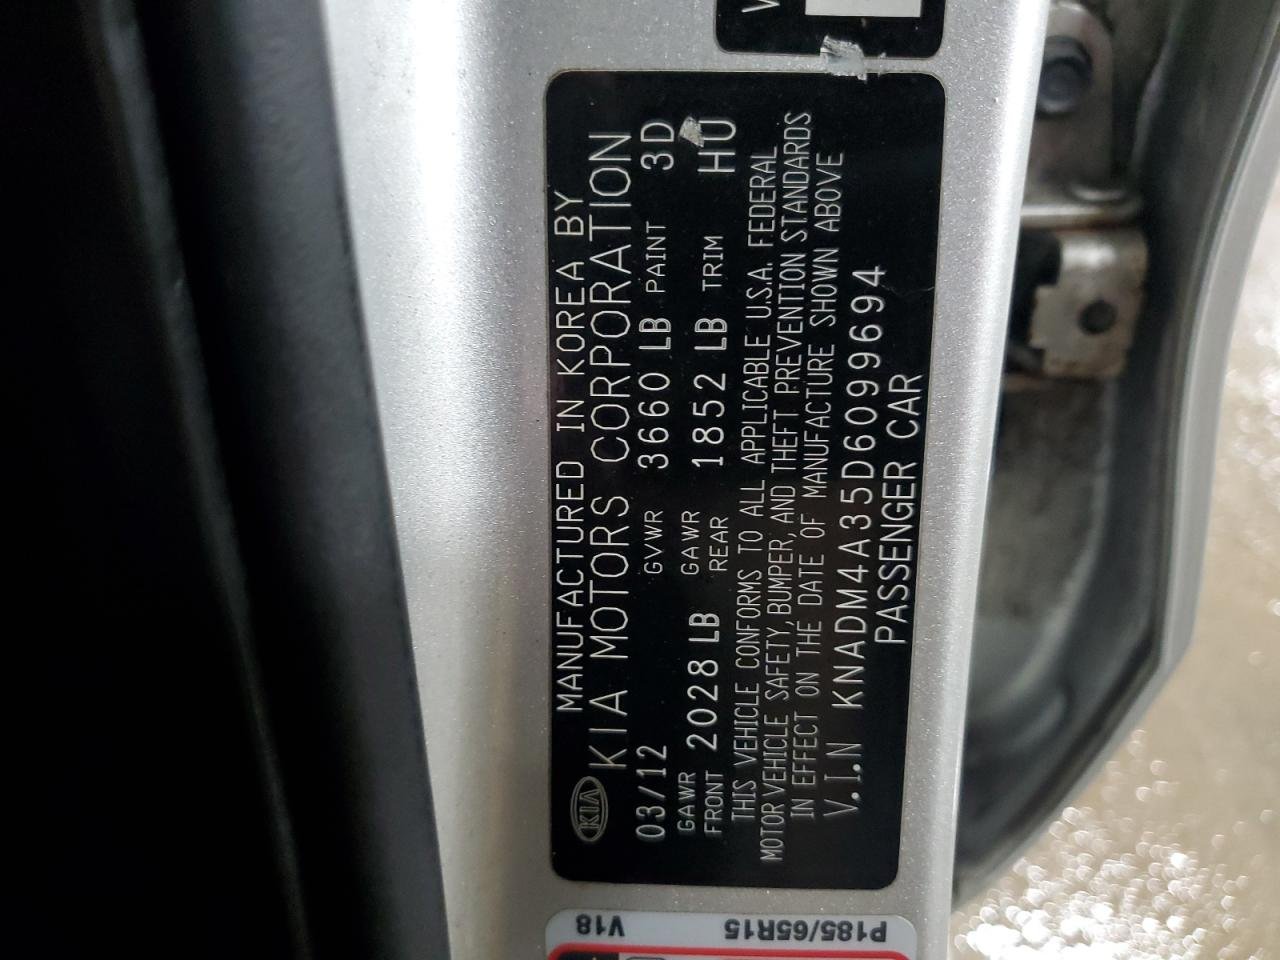 MANUFACTURED IN KOREA BY
KIA KIA MOTORS CORPORATION
03/12 GVWR 3660 LB PAINT 3D
GAWR FRONT 2028 LB GAWR REAR 1852 LB TRIM HU
THIS VEHICLE CONFORMS TO ALL APPLICABLE U.S.A. FEDERAL
MOTOR VEHICLE SAFETY, BUMPER, AND THEFT PREVENTION STANDARDS
IN EFFECT ON THE DATE OF MANUFACTURE SHOWN ABOVE
V.I.N KNADM4A35D6099694
PASSENGER CAR
P185/65R15
V18